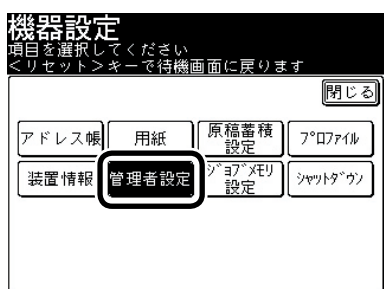 機器設定
項目を選択してください
<リセット>キーで待機画面に戻ります
閉じる
アドレス帳
用紙
原稿蓄積
設定
プロファイル
装置情報
管理者設定
ジョブメモリ
設定
シャットダウン